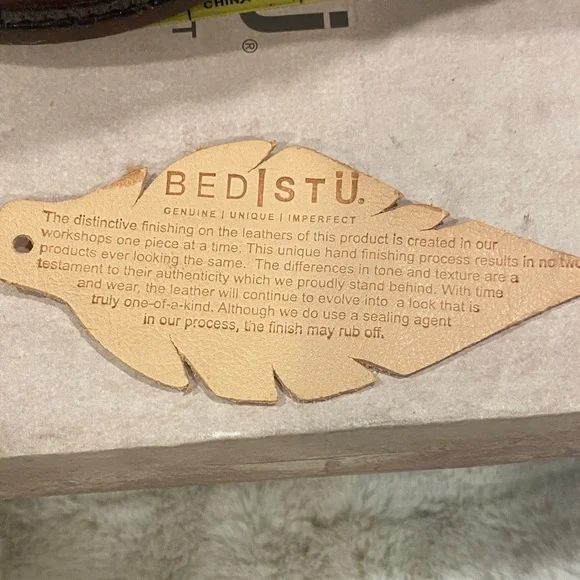 CHINA
®
BED|STÜ.
GENUINE | UNIQUE | IMPERFECT
The distinctive finishing on the leathers of this product is created in our
workshops one piece at a time. This unique hand finishing process results in no two
products ever looking the same. The differences in tone and texture are a
testament to their authenticity which we proudly stand behind. With time
and wear, the leather will continue to evolve into a look that is
truly one-of-a-kind. Although we do use a sealing agent
in our process, the finish may rub off.